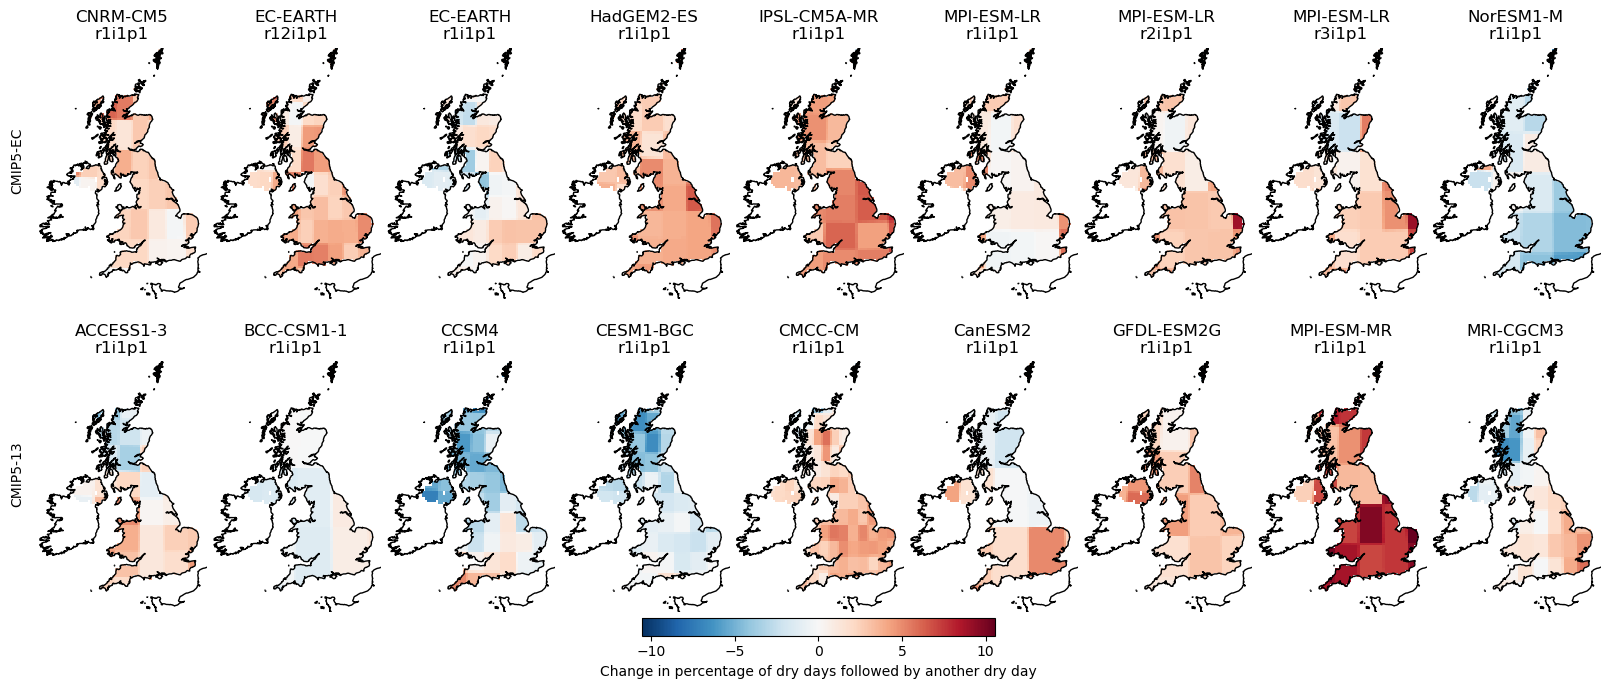 CNRM-CM5 EC-EARTH EC-EARTH HadGEM2-ES IPSL-CM5A-MR MPI-ESM-LR MPI-ESM-LR MPI-ESM-LR NorESM1-M
r1i1p1 r12i1p1 r1i1p1 r1i1p1 r1i1p1 r1i1p1 r2i1p1 r3i1p1 r1i1p1
CMIP5-EC
ACCESS1-3 BCC-CSM1-1 CCSM4 CESM1-BGC CMCC-CM CanESM2 GFDL-ESM2G MPI-ESM-MR MRI-CGCM3
r1i1p1 r1i1p1 r1i1p1 r1i1p1 r1i1p1 r1i1p1 r1i1p1 r1i1p1 r1i1p1
CMIP5-13
−10 −5 0 5 10
Change in percentage of dry days followed by another dry day